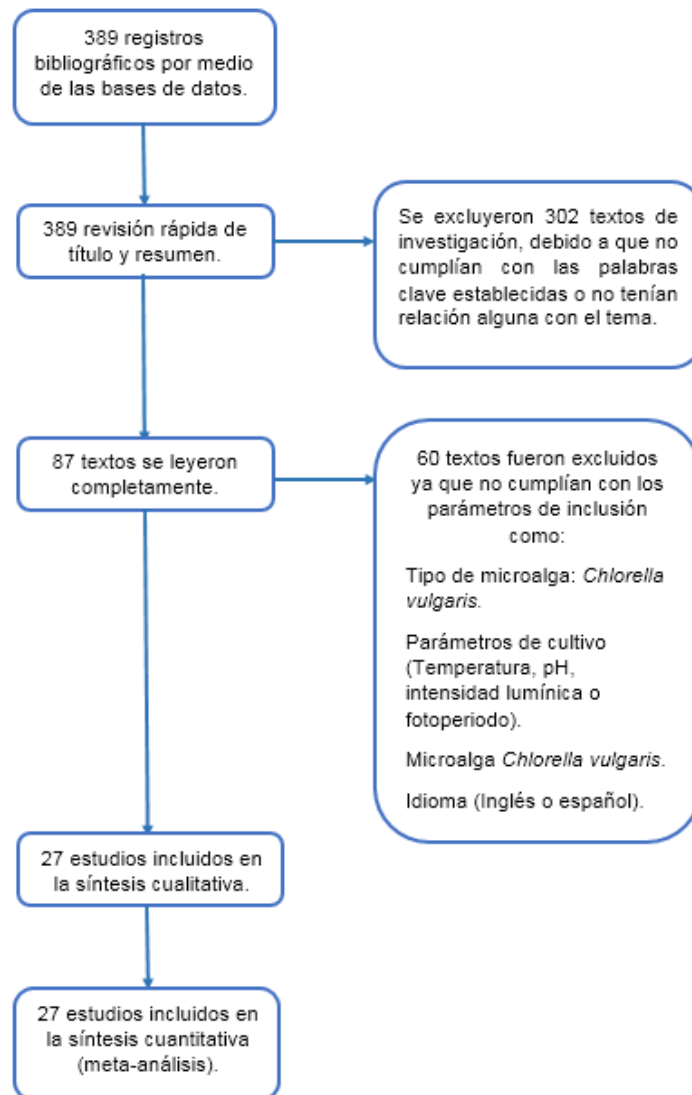 389 registros
bibliográficos por medio
de las bases de datos.
389 revisión rápida de
título y resumen.
Se excluyeron 302 textos de
investigación, debido a que no
cumplían con las palabras
clave establecidas o no tenían
relación alguna con el tema.
87 textos se leyeron
completamente.
60 textos fueron excluidos
ya que no cumplían con los
parámetros de inclusión
como:
Tipo de microalga: Chlorella
vulgaris.
Parámetros de cultivo
(Temperatura, pH,
intensidad lumínica o
fotoperiodo).
Microalga Chlorella vulgaris.
Idioma (Inglés o español).
27 estudios incluidos en
la síntesis cualitativa.
27 estudios incluidos en
la síntesis cuantitativa
(meta-análisis).